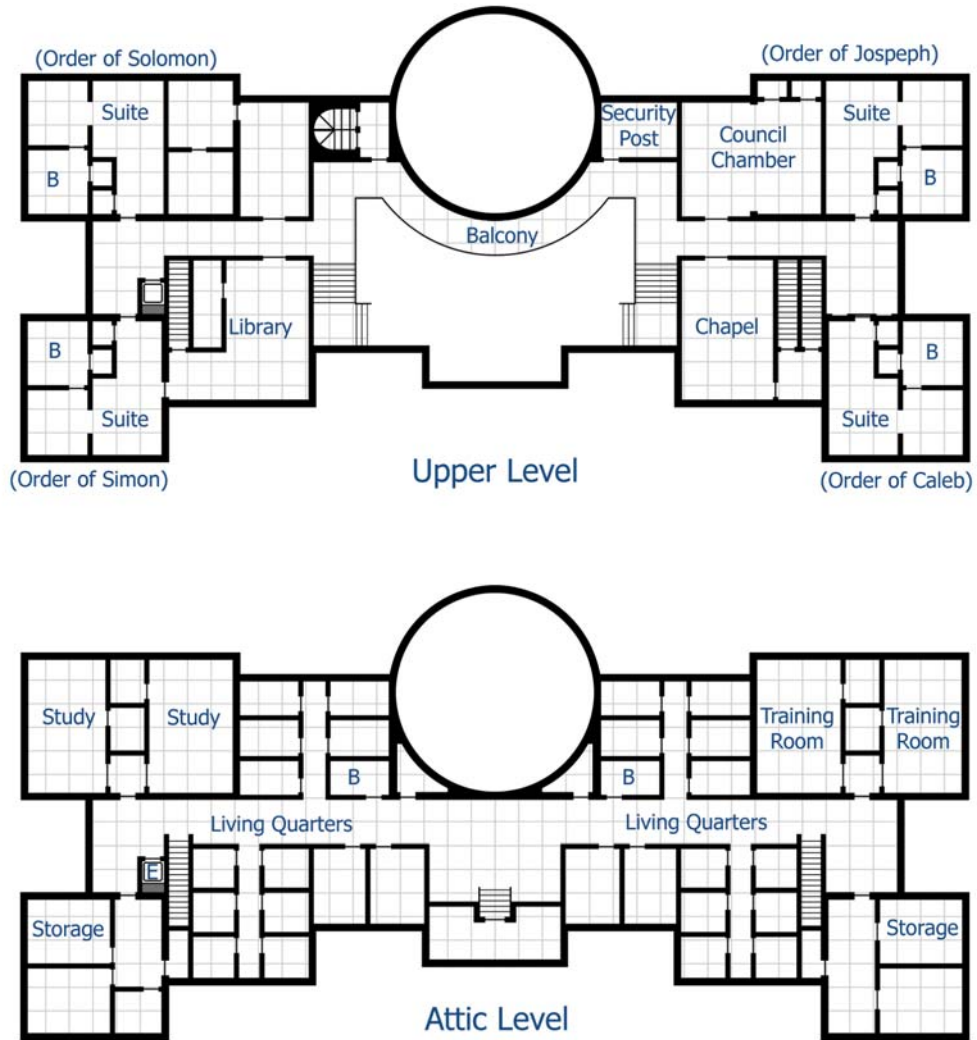 (Order of Solomon)
(Order of Jospeph)
Suite
Security
Post
Council
Chamber
Suite
B
B
Balcony
Library
Chapel
B
B
Suite
Suite
(Order of Simon)
Upper Level
(Order of Caleb)
Study
Study
Training
Room
Training
Room
B
B
Living Quarters
Living Quarters
E
Storage
Storage
Attic Level